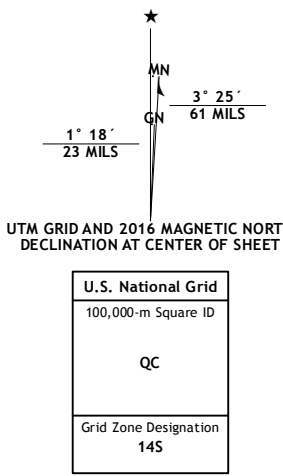 ★
MN
GN
3° 25´
61 MILS
1° 18´
23 MILS
UTM GRID AND 2016 MAGNETIC NORT
DECLINATION AT CENTER OF SHEET
U.S. National Grid
100,000-m Square ID
QC
Grid Zone Designation
14S